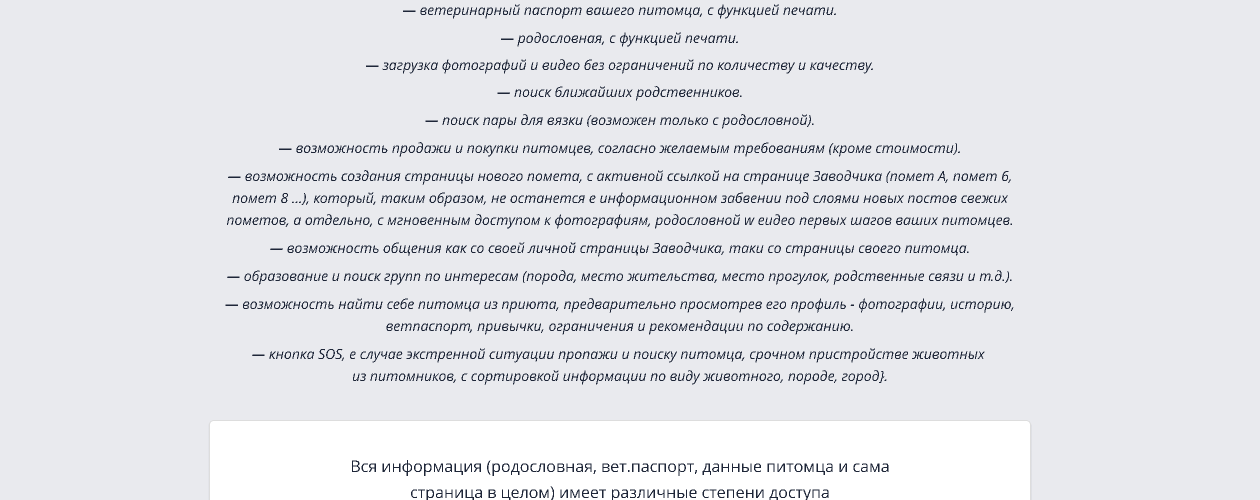 — ветеринарный паспорт вашего питомца, с функцией печати.
— родословная, с функцией печати.
— загрузка фотографий и видео без ограничений по количеству и качеству.
— поиск ближайших родственников.
— поиск пары для вязки (возможен только с родословной).
— возможность продажи и покупки питомцев, согласно желаемым требованиям (кроме стоимости).
— возможность создания страницы нового помета, с активной ссылкой на странице Заводчика (помет А, помет 6,
помет 8 ...), который, таким образом, не останется е информационном забвении под слоями новых постов свежих
пометов, а отдельно, с мгновенным доступом к фотографиям, родословной w еидео первых шагов ваших питомцев.
— возможность общения как со своей личной страницы Заводчика, таки со страницы своего питомца.
— образование и поиск групп по интересам (порода, место жительства, место прогулок, родственные связи и т.д.).
— возможность найти себе питомца из приюта, предварительно просмотрев его профиль - фотографии, историю,
ветпаспорт, привычки, ограничения и рекомендации по содержанию.
— кнопка SOS, е случае экстренной ситуации пропажи и поиску питомца, срочном пристройстве животных
из питомников, с сортировкой информации по виду животного, породе, город}.
Вся информация (родословная, вет.паспорт, данные питомца и сама
страница в целом) имеет различные степени доступа